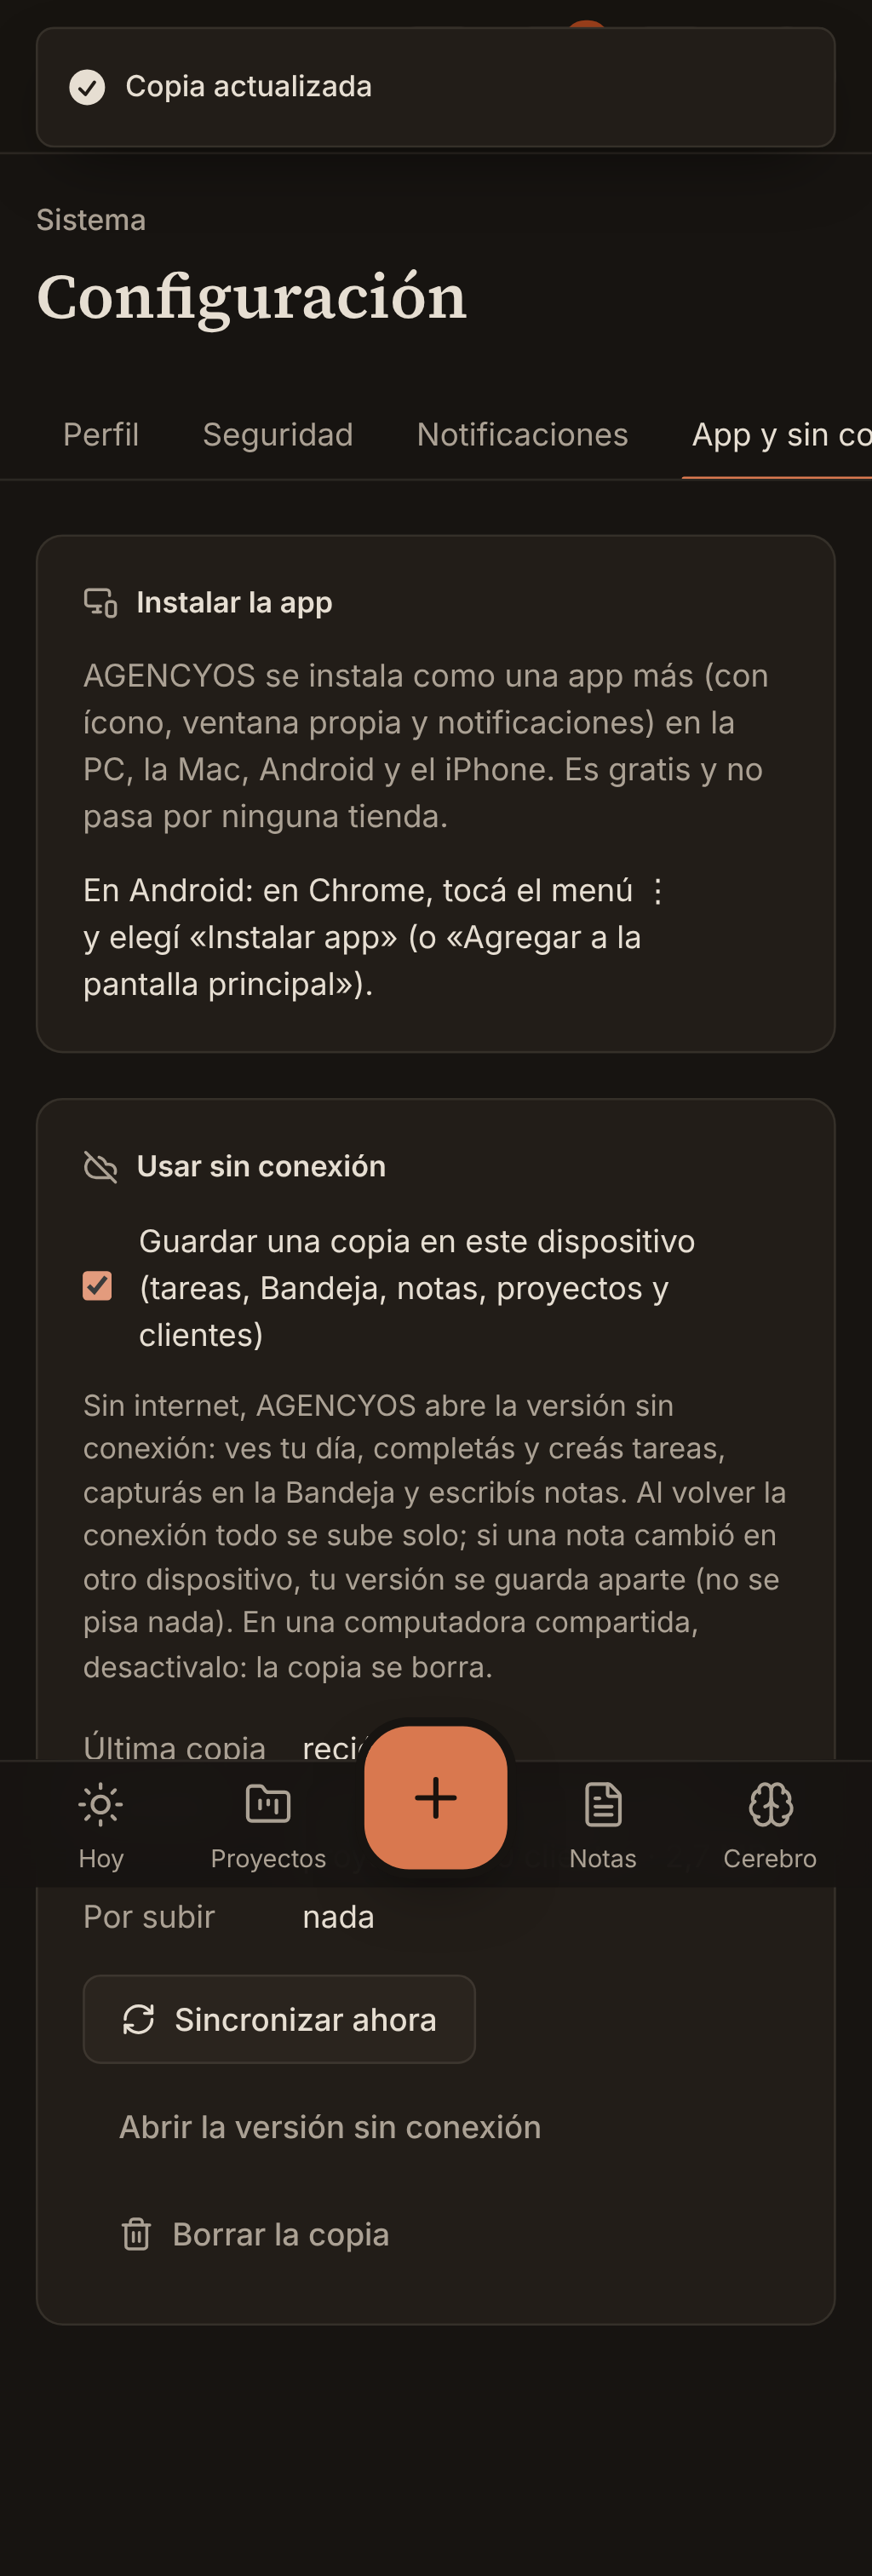 Copia actualizada
Sistema
Configuración
Perfil Seguridad Notificaciones App y sin co
Instalar la app
AGENCYOS se instala como una app más (con
ícono, ventana propia y notificaciones) en la
PC, la Mac, Android y el iPhone. Es gratis y no
pasa por ninguna tienda.
En Android: en Chrome, tocá el menú ⋮
y elegí «Instalar app» (o «Agregar a la
pantalla principal»).
Usar sin conexión
Guardar una copia en este dispositivo
(tareas, Bandeja, notas, proyectos y
clientes)
Sin internet, AGENCYOS abre la versión sin
conexión: ves tu día, completás y creás tareas,
capturás en la Bandeja y escribís notas. Al volver la
conexión todo se sube solo; si una nota cambió en
otro dispositivo, tu versión se guarda aparte (no se
pisa nada). En una computadora compartida,
desactivalo: la copia se borra.
Última copia
Hoy Proyectos Notas Cerebro
Por subir nada
Sincronizar ahora
Abrir la versión sin conexión
Borrar la copia